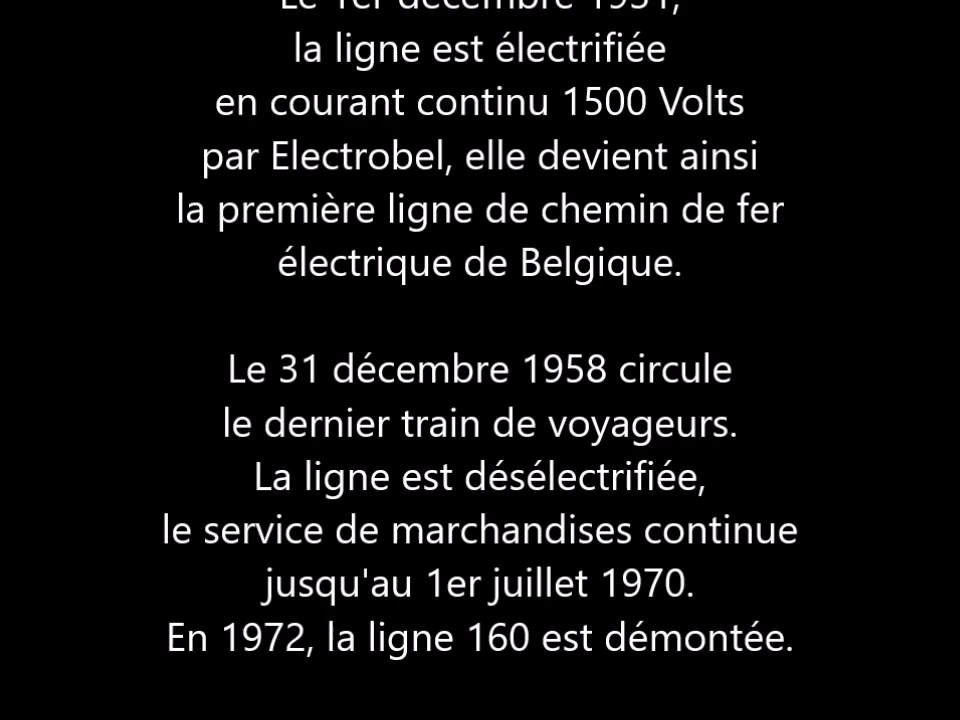 Le 1er décembre 1931,
la ligne est électrifiée
en courant continu 1500 Volts
par Electrobel, elle devient ainsi
la première ligne de chemin de fer
électrique de Belgique.
Le 31 décembre 1958 circule
le dernier train de voyageurs.
La ligne est désélectrifiée,
le service de marchandises continue
jusqu'au 1er juillet 1970.
En 1972, la ligne 160 est démontée.